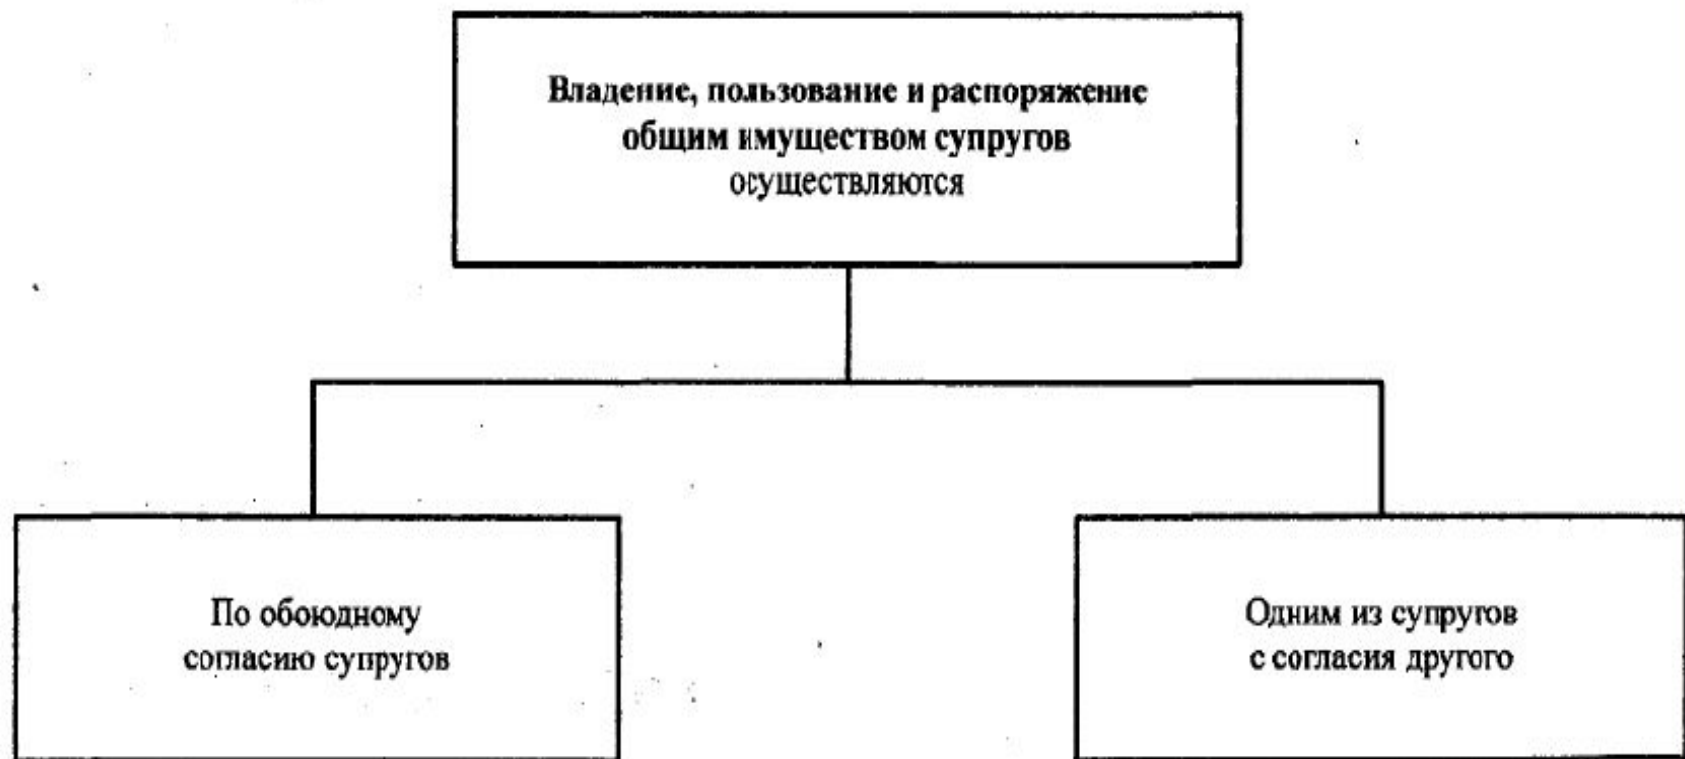 Владение, пользование и распоряжение
общим имуществом супругов
осуществляются
По обоюдному
согласию супругов
Одним из супругов
с согласия другого